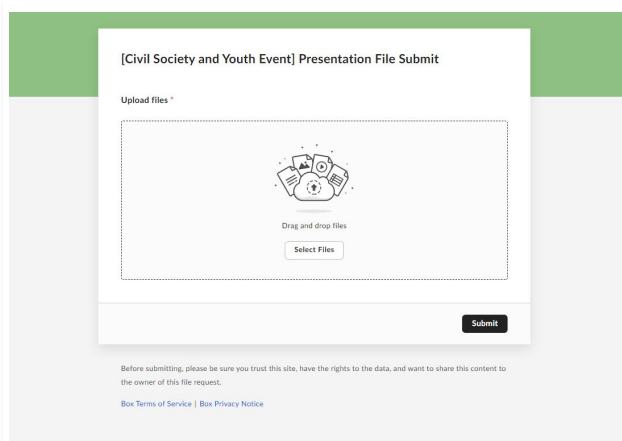 [Civil Society and Youth Event] Presentation File Submit
Upload files *
Drag and drop files
Select Files
Submit
Before submitting, please be sure you trust this site, have the rights to the data, and want to share this content to
the owner of this file request.
Box Terms of Service | Box Privacy Notice